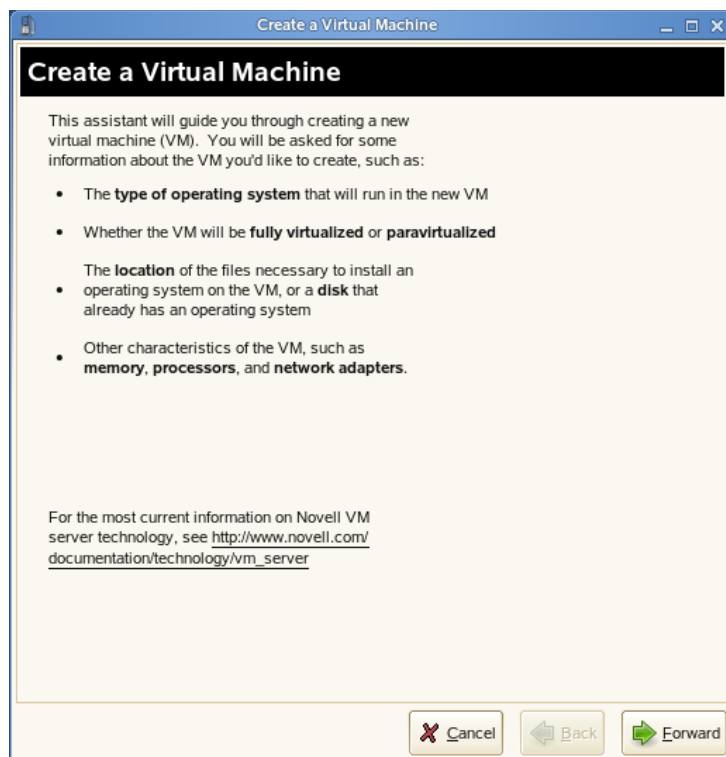 Create a Virtual Machine
Create a Virtual Machine
This assistant will guide you through creating a new
virtual machine (VM).  You will be asked for some
information about the VM you'd like to create, such as:
• The type of operating system that will run in the new VM
• Whether the VM will be fully virtualized or paravirtualized
The location of the files necessary to install an
• operating system on the VM, or a disk that
already has an operating system
• Other characteristics of the VM, such as
memory, processors, and network adapters.
For the most current information on Novell VM
server technology, see http://www.novell.com/
documentation/technology/vm_server
Cancel
Back
Forward